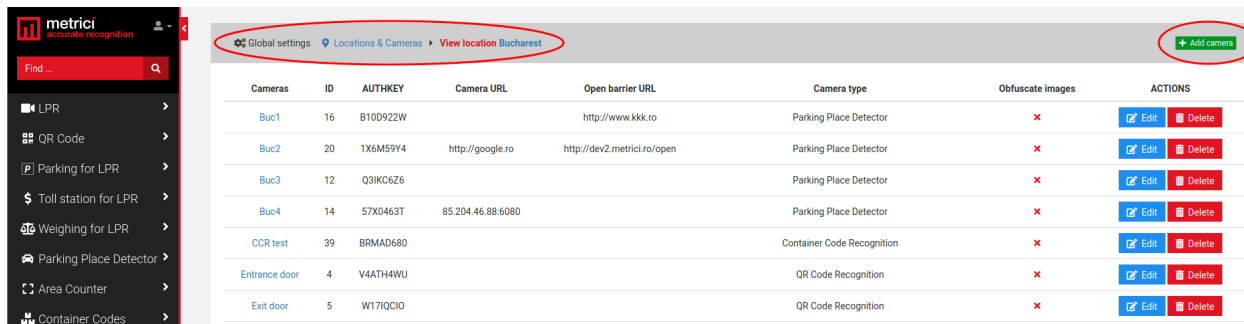 metrici
accurate recognition
Find ...
LPR
QR Code
Parking for LPR
Toll station for LPR
Weighing for LPR
Parking Place Detector
Area Counter
Container Codes
Global settings Locations & Cameras View location Bucharest
+ Add camera
Cameras ID AUTHKEY Camera URL Open barrier URL Camera type Obfuscate images ACTIONS
Buc1 16 B10D922W http://www.kkk.ro Parking Place Detector Edit Delete
Buc2 20 1X6M59Y4 http://google.ro http://dev2.metrici.ro/open Parking Place Detector Edit Delete
Buc3 12 Q3IKC6Z6 Parking Place Detector Edit Delete
Buc4 14 57X0463T 85.204.46.88:6080 Parking Place Detector Edit Delete
CCR test 39 BRMAD680 Container Code Recognition Edit Delete
Entrance door 4 V4ATH4WU QR Code Recognition Edit Delete
Exit door 5 W17IQCIO QR Code Recognition Edit Delete